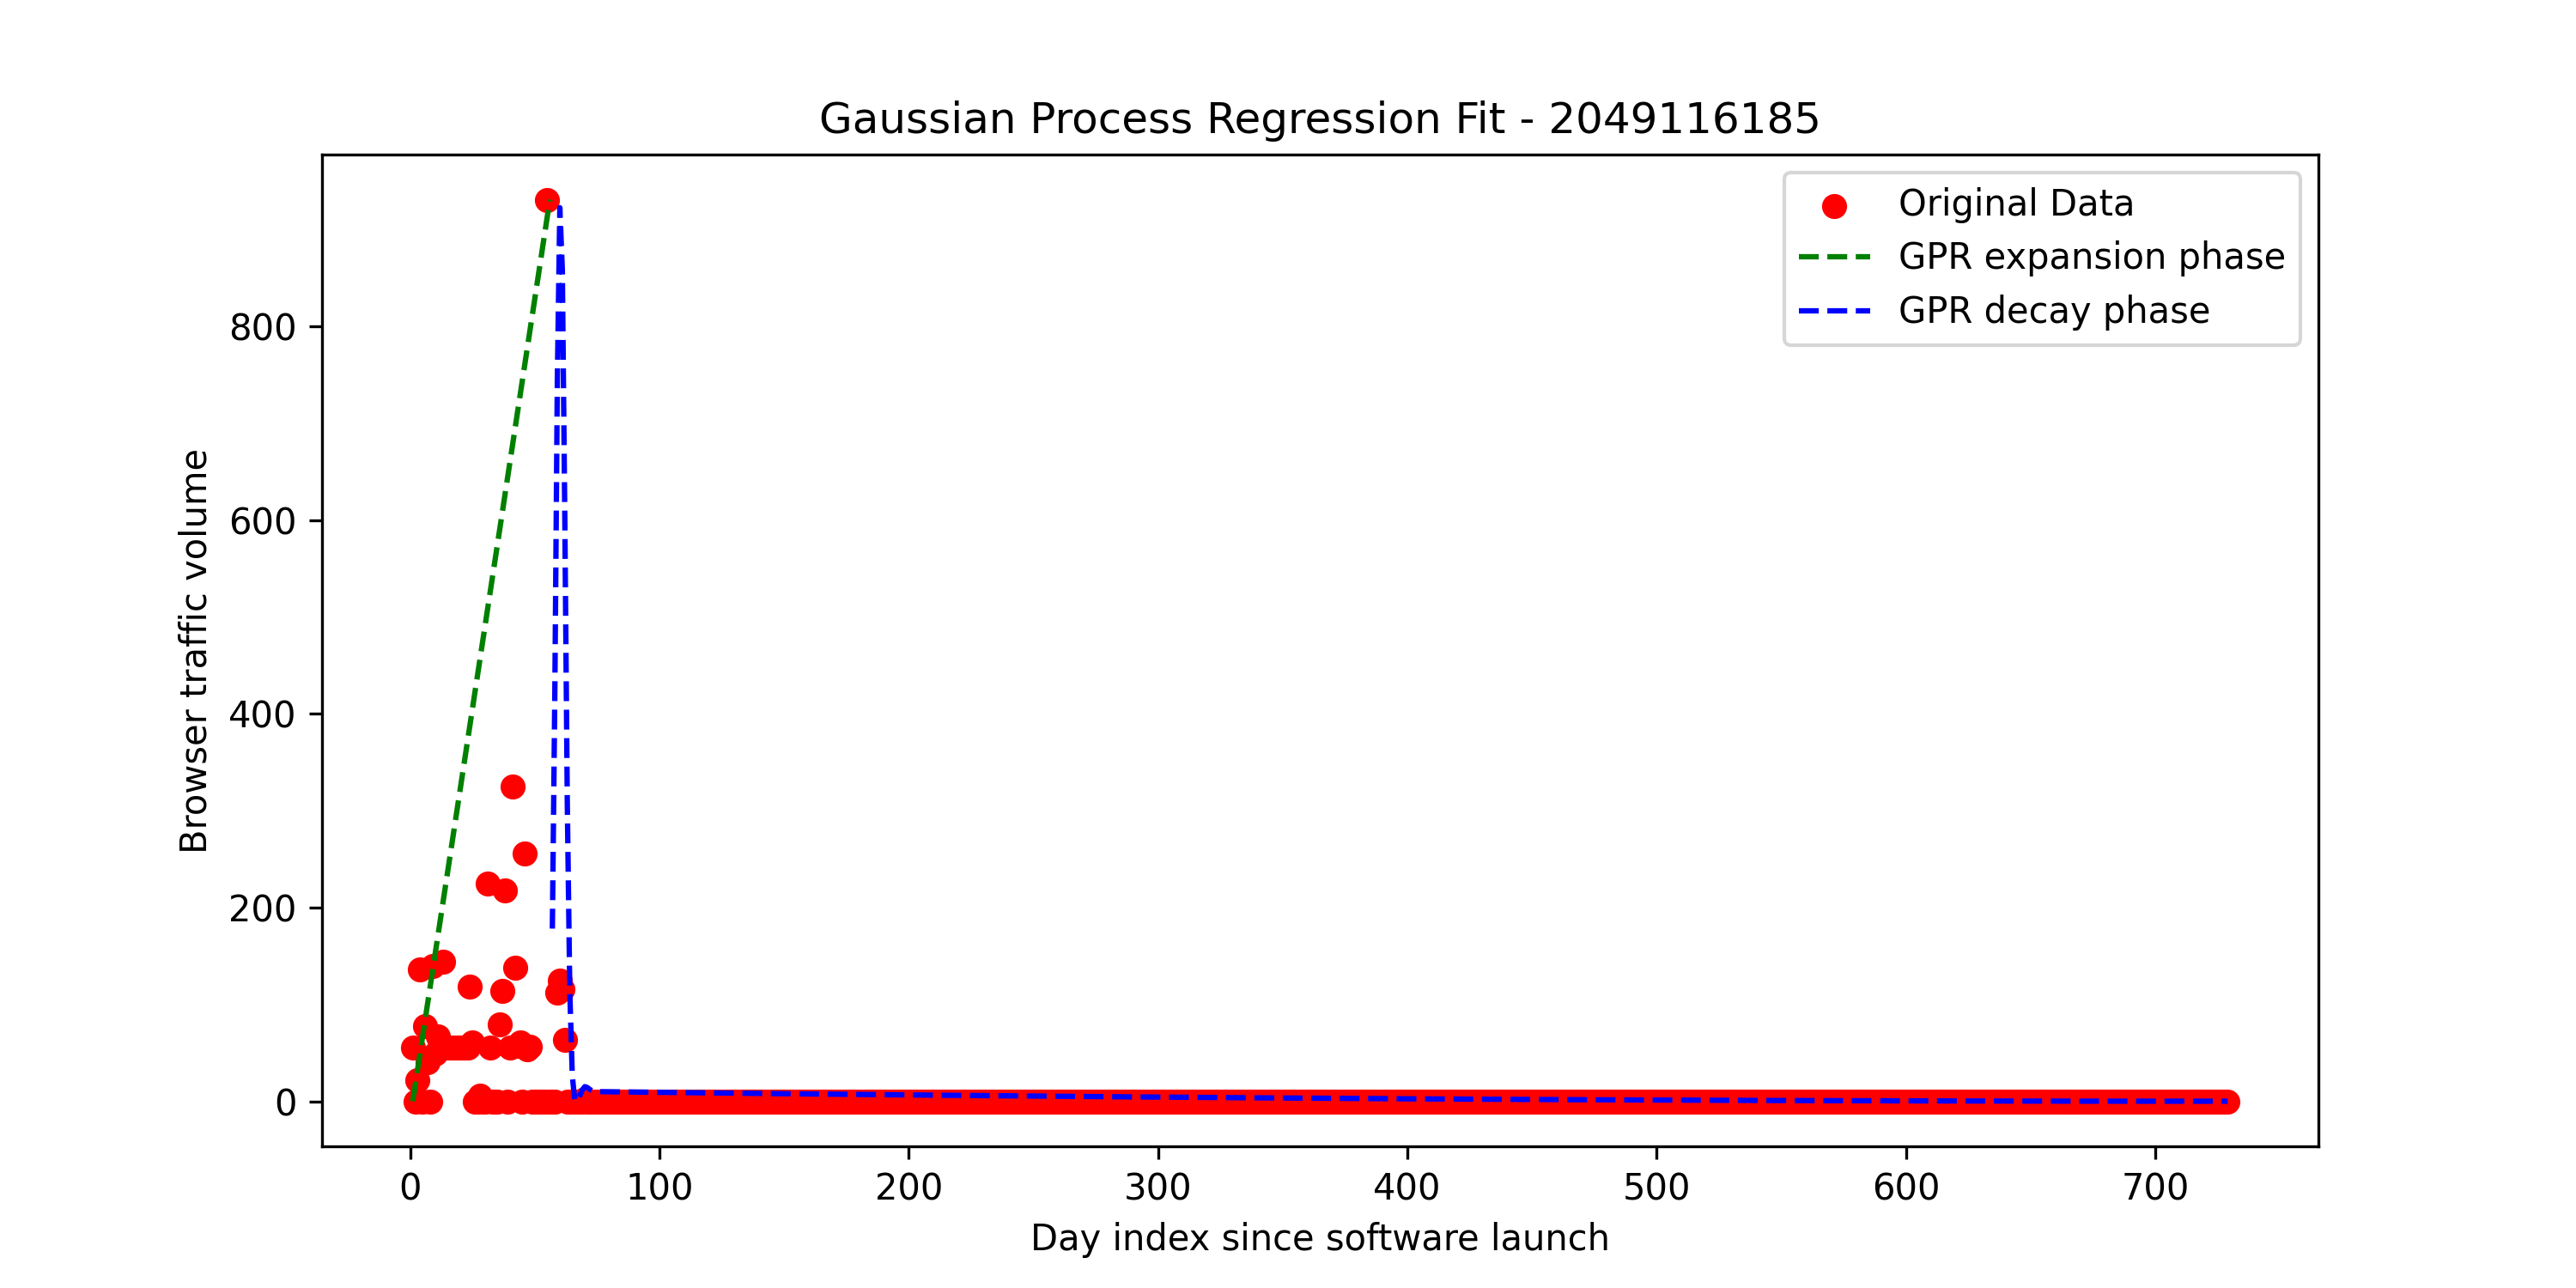 Gaussian Process Regression Fit - 2049116185
Original Data
GPR expansion phase
GPR decay phase
Browser traffic volume
800
600
400
200
0
0 100 200 300 400 500 600 700
Day index since software launch